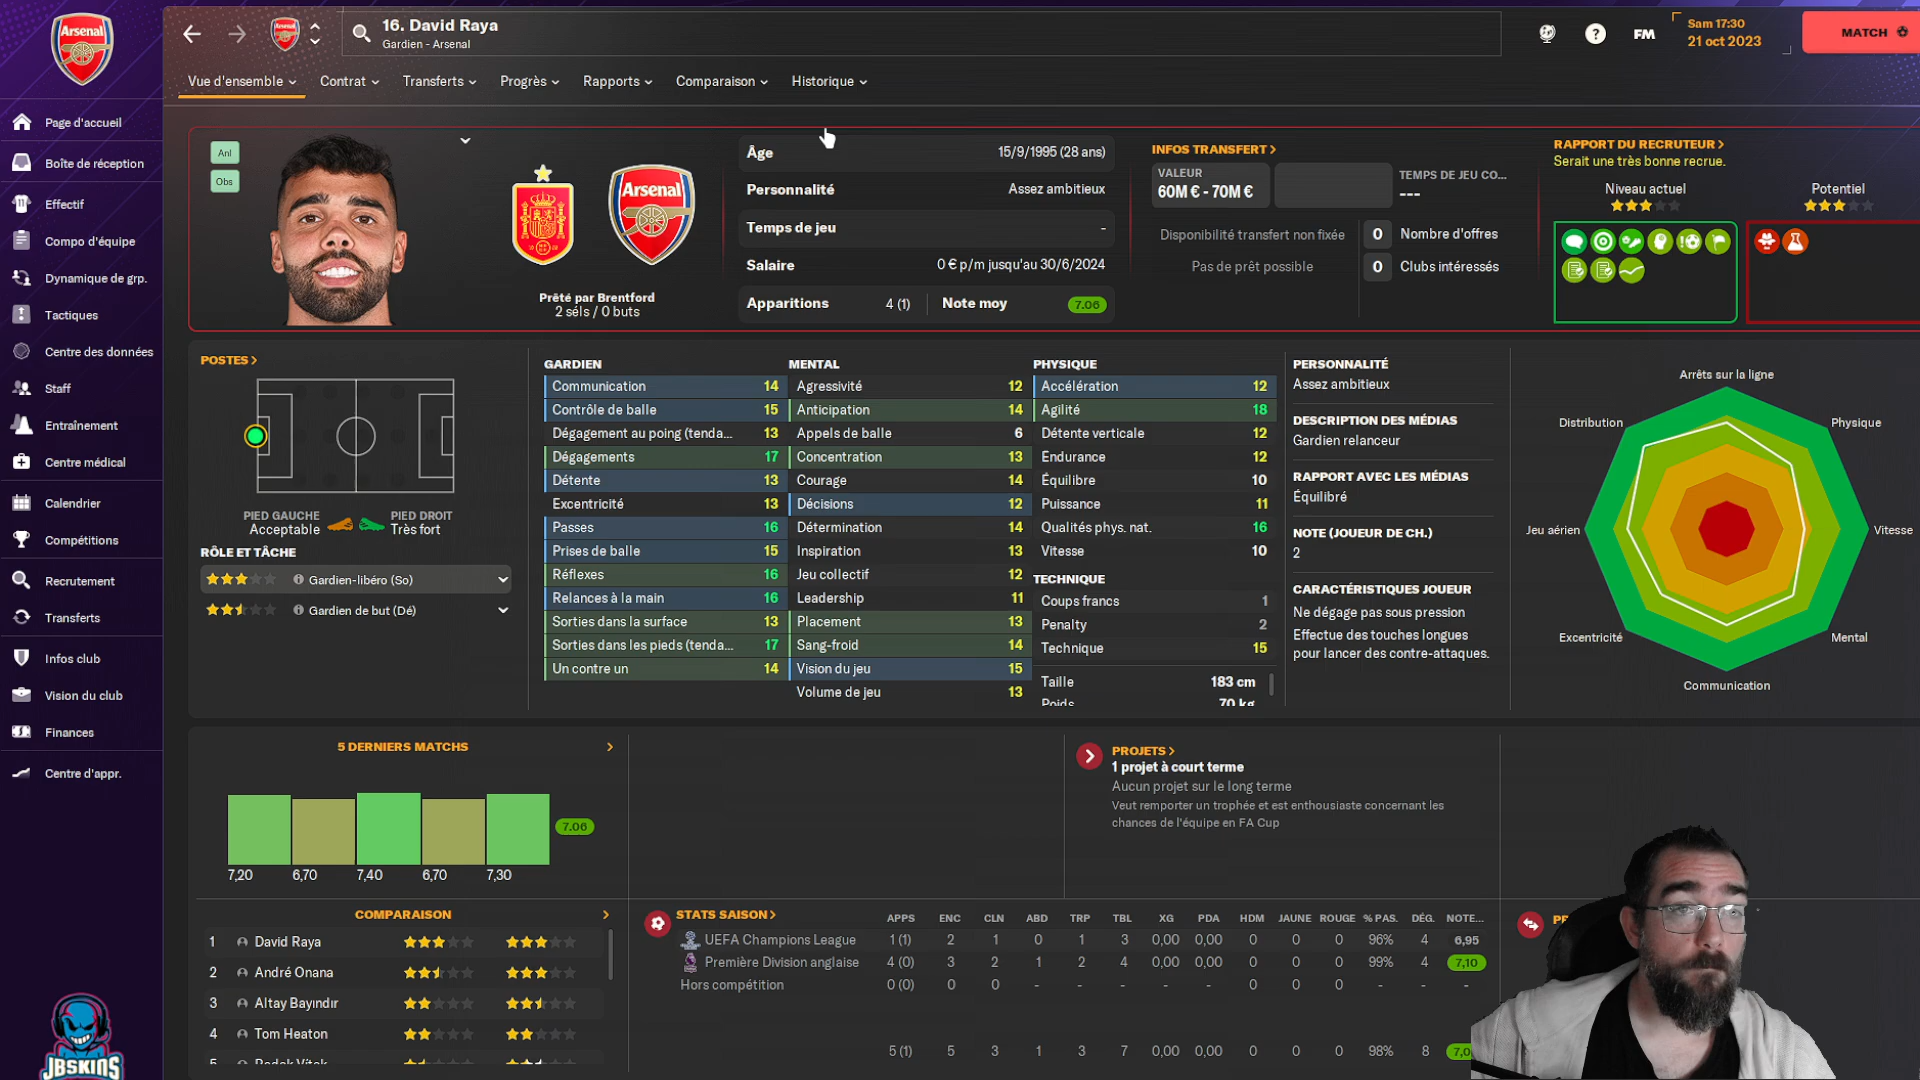 Arsenal
16. David Raya
Gardien - Arsenal
FM
Sam 17:30
21 oct 2023
MATCH
Vue d'ensemble
Contrat
Transferts
Progrès
Rapports
Comparaison
Historique
Page d'accueil
Boîte de réception
Effectif
Compo d'équipe
Dynamique de grp.
Tactiques
Centre des données
Staff
Entraînement
Centre médical
Calendrier
Compétitions
Recrutement
Transferts
Infos club
Vision du club
Finances
Centre d'appr.
JBSKINS
Anl
Obs
Arsenal
Prêté par Brentford
2 séls / 0 buts
Âge 15/9/1995 (28 ans)
Personnalité Assez ambitieux
Temps de jeu -
Salaire 0 € p/m jusqu'au 30/6/2024
Apparitions 4 (1) Note moy 7.06
INFOS TRANSFERT >
VALEUR
60M € - 70M €
TEMPS DE JEU CO...
---
Disponibilité transfert non fixée
Pas de prêt possible
0 Nombre d'offres
0 Clubs intéressés
RAPPORT DU RECRUTEUR >
Serait une très bonne recrue.
Niveau actuel
Potentiel
POSTES >
PIED GAUCHE
Acceptable
PIED DROIT
Très fort
RÔLE ET TÂCHE
Gardien-libéro (So)
Gardien de but (Dé)
GARDIEN
Communication 14
Contrôle de balle 15
Dégagement au poing (tenda... 13
Dégagements 17
Détente 13
Excentricité 13
Passes 16
Prises de balle 15
Réflexes 16
Relances à la main 16
Sorties dans la surface 13
Sorties dans les pieds (tenda... 17
Un contre un 14
MENTAL
Agressivité 12
Anticipation 14
Appels de balle 6
Concentration 13
Courage 14
Décisions 12
Détermination 14
Inspiration 13
Jeu collectif 12
Leadership 11
Placement 13
Sang-froid 14
Vision du jeu 15
Volume de jeu 13
PHYSIQUE
Accélération 12
Agilité 18
Détente verticale 12
Endurance 12
Équilibre 10
Puissance 11
Qualités phys. nat. 16
Vitesse 10
TECHNIQUE
Coups francs 1
Penalty 2
Technique 15
Taille 183 cm
Poids 70 kg
PERSONNALITÉ
Assez ambitieux
DESCRIPTION DES MÉDIAS
Gardien relanceur
RAPPORT AVEC LES MÉDIAS
Équilibré
NOTE (JOUEUR DE CH.)
2
CARACTÉRISTIQUES JOUEUR
Ne dégage pas sous pression
Effectue des touches longues
pour lancer des contre-attaques.
Arrêts sur la ligne
Distribution
Physique
Jeu aérien
Vitesse
Excentricité
Mental
Communication
5 DERNIERS MATCHS >
7.06
7,20 6,70 7,40 6,70 7,30
PROJETS >
1 projet à court terme
Aucun projet sur le long terme
Veut remporter un trophée et est enthousiaste concernant les
chances de l'équipe en FA Cup
COMPARAISON >
1 David Raya
2 André Onana
3 Altay Bayındır
4 Tom Heaton
5 Radek Vítek
STATS SAISON > APPS ENC CLN ABD TRP TBL XG PDA HDM JAUNE ROUGE % PAS. DÉG. NOTE...
UEFA Champions League 1 (1) 2 1 0 1 3 0,00 0,00 0 0 0 96% 4 6,95
Première Division anglaise 4 (0) 3 2 1 2 4 0,00 0,00 0 0 0 99% 4 7,10
Hors compétition 0 (0) 0 0 - - - - - 0 0 0 - - -
5 (1) 5 3 1 3 7 0,00 0,00 0 0 0 98% 8